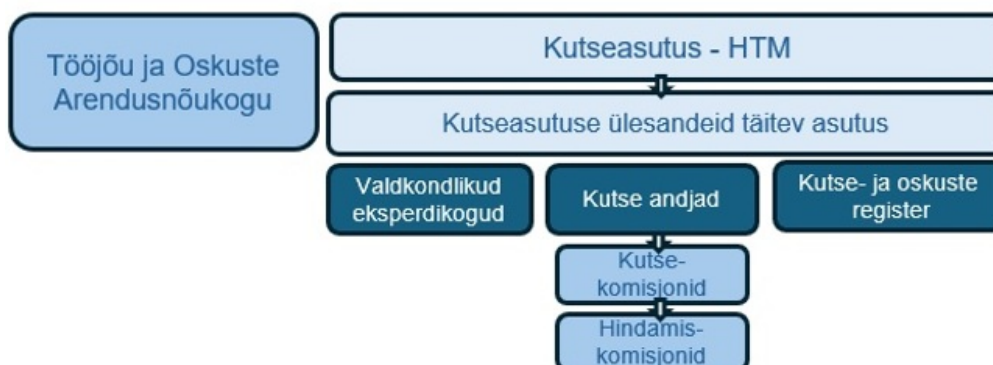 Tööjõu ja Oskuste
Arendusnõukogu
Kutseasutus - HTM
Kutseasutuse ülesandeid täitev asutus
Valdkondlikud
eksperdikogud
Kutse andjad
Kutse- ja oskuste
register
Kutse-
komisjonid
Hindamis-
komisjonid